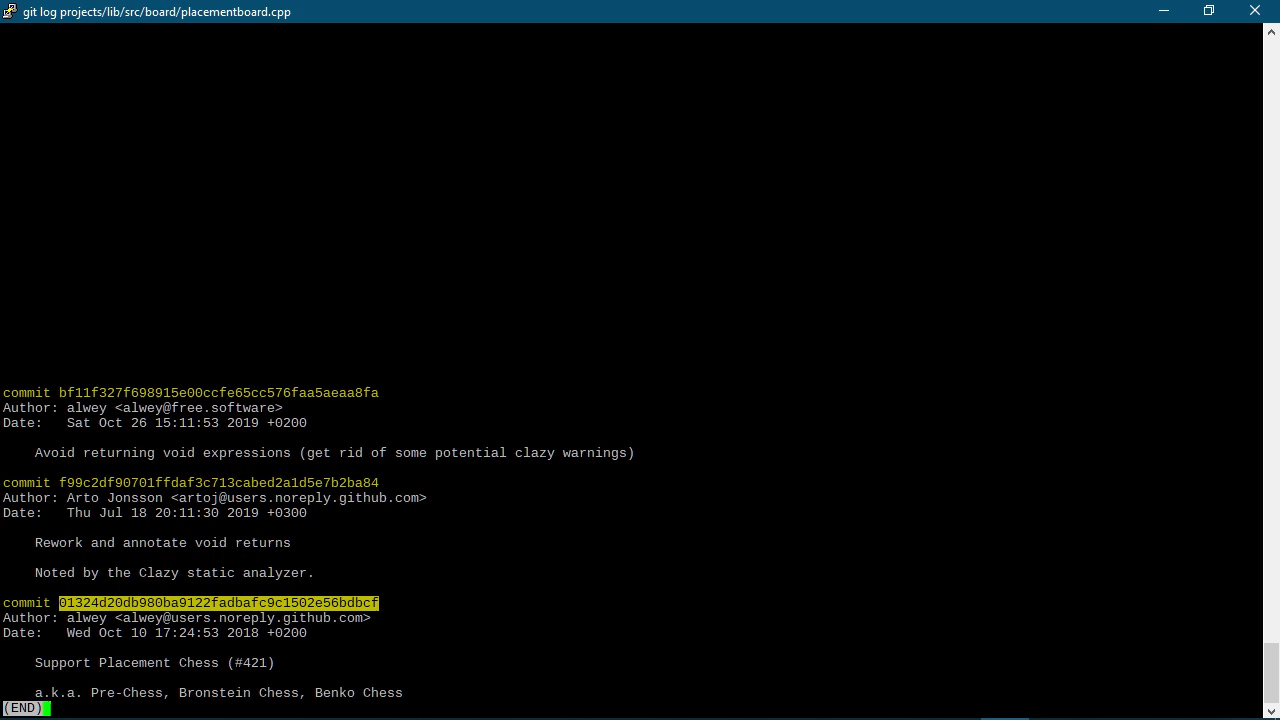 git log projects/lib/src/board/placementboard.cpp
commit bf11f327f698915e00ccfe65cc576faa5aeaa8fa
Author: alwey <alwey@free.software>
Date:   Sat Oct 26 15:11:53 2019 +0200
Avoid returning void expressions (get rid of some potential clazy warnings)
commit f99c2df90701ffdaf3c713cabed2a1d5e7b2ba84
Author: Arto Jonsson <artoj@users.noreply.github.com>
Date:   Thu Jul 18 20:11:30 2019 +0300
Rework and annotate void returns
Noted by the Clazy static analyzer.
commit 01324d20db980ba9122fadbafc9c1502e56bdbcf
Author: alwey <alwey@users.noreply.github.com>
Date:   Wed Oct 10 17:24:53 2018 +0200
Support Placement Chess (#421)
a.k.a. Pre-Chess, Bronstein Chess, Benko Chess
(END)